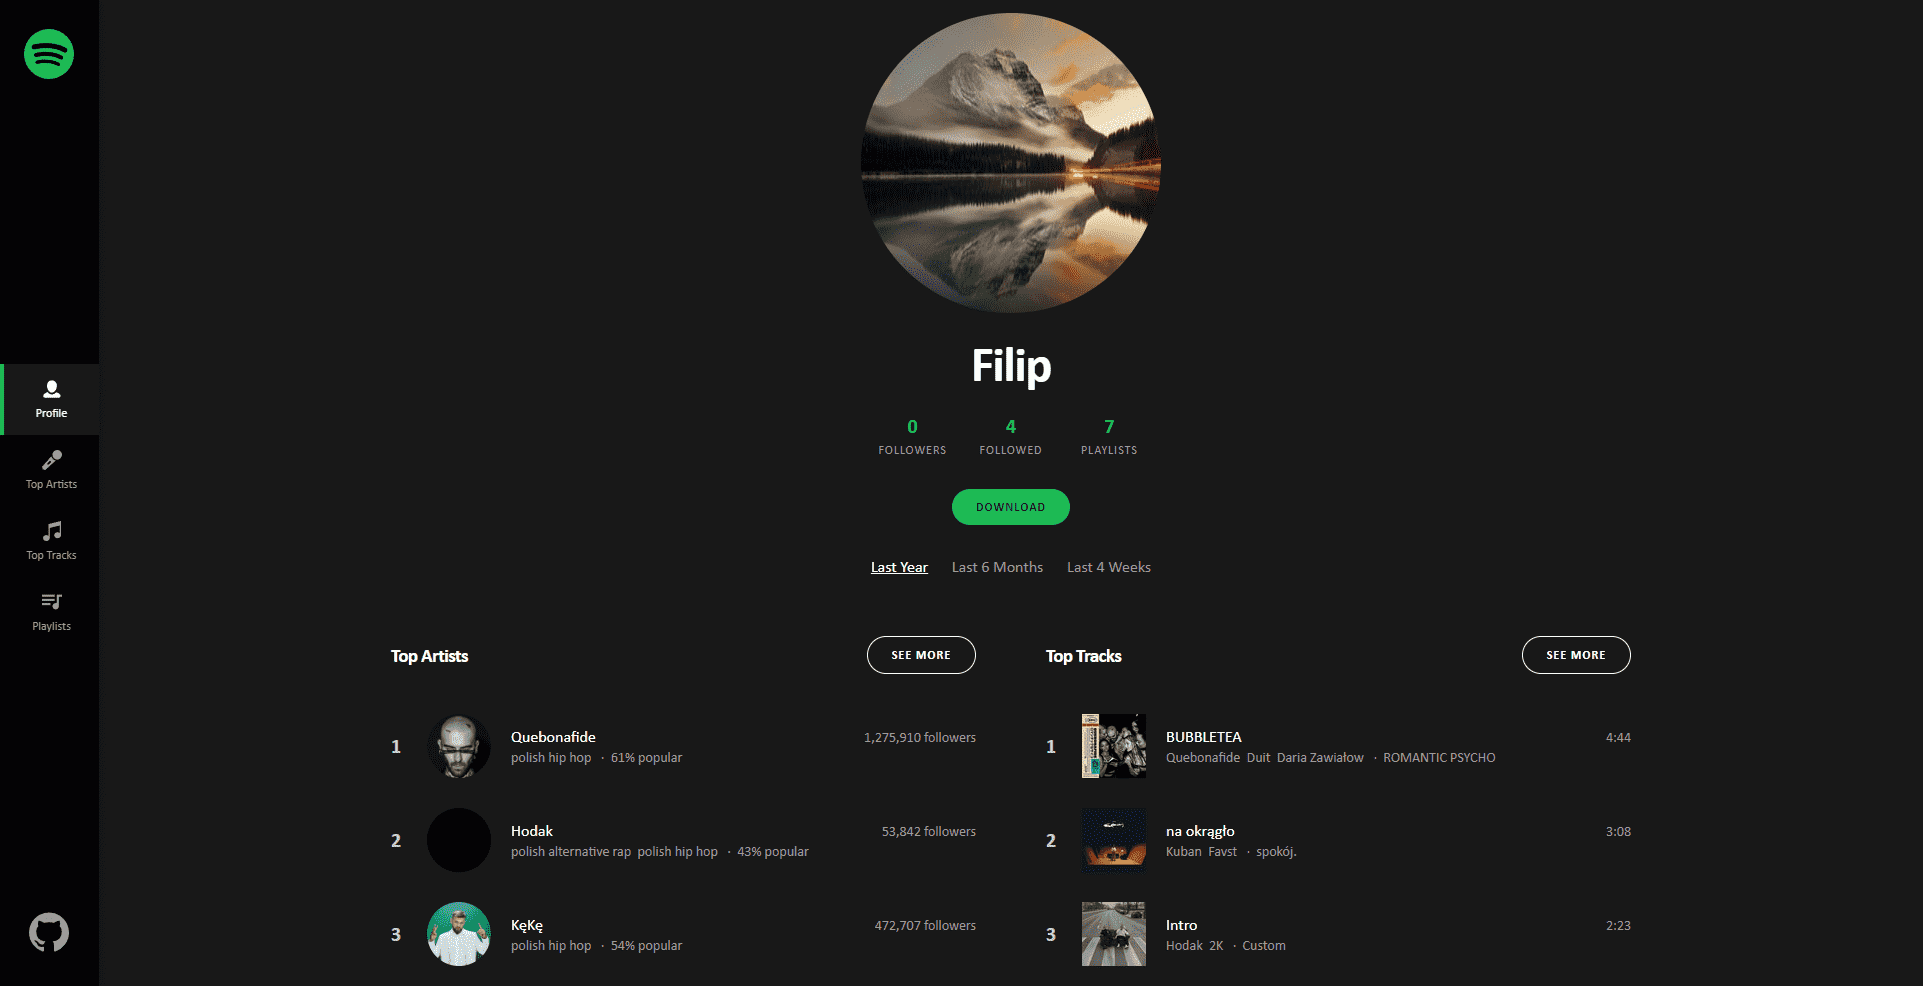 Profile
Top Artists
Top Tracks
Playlists
Filip
0 4 7
FOLLOWERS FOLLOWED PLAYLISTS
DOWNLOAD
Last Year Last 6 Months Last 4 Weeks
Top Artists SEE MORE
1 Quebonafide 1,275,910 followers
polish hip hop · 61% popular
2 Hodak 53,842 followers
polish alternative rap polish hip hop · 43% popular
3 KęKę 472,707 followers
polish hip hop · 54% popular
Top Tracks SEE MORE
1 BUBBLETEA 4:44
Quebonafide Duit Daria Zawiałow · ROMANTIC PSYCHO
2 na okrągło 3:08
Kuban Favst · spokój.
3 Intro 2:23
Hodak 2K · Custom